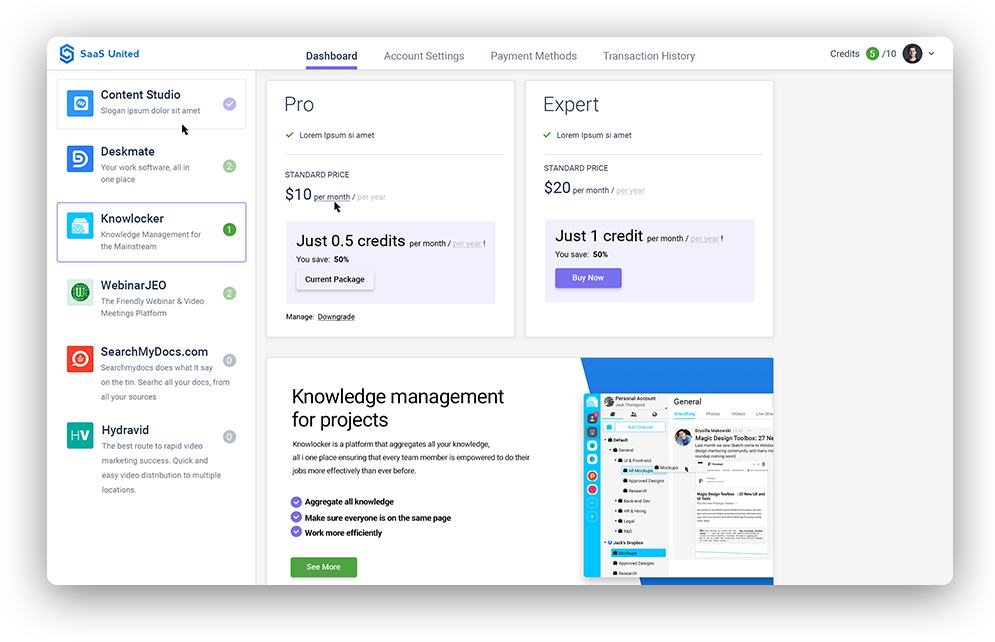 SaaS United
Dashboard
Account Settings
Payment Methods
Transaction History
Credits 5 /10
Content Studio
Slogan ipsum dolor sit amet
Deskmate
Your work software, all in
one place
2
Knowlocker
Knowledge Management for
the Mainstream
1
WebinarJEO
The Friendly Webinar & Video
Meetings Platform
2
SearchMyDocs.com
Searchmydocs does what it say
on the tin. Searhc all your docs, from
all your sources
0
HV
Hydravid
The best route to rapid video
marketing success. Quick and
easy video distribution to multiple
locations.
0
Pro
Lorem Ipsum si amet
STANDARD PRICE
$10 per month / per year
Just 0.5 credits per month / per year !
You save: 50%
Current Package
Manage: Downgrade
Expert
Lorem Ipsum si amet
STANDARD PRICE
$20 per month / per year
Just 1 credit per month / per year !
You save: 50%
Buy Now
Knowledge management
for projects
Knowlocker is a platform that aggregates all your knowledge,
all i one place ensuring that every team member is empowered to do their
jobs more effectively than ever before.
Aggregate all knowledge
Make sure everyone is on the same page
Work more efficiently
See More
Personal Account
Jack Thorogood
Add Channel
Default
General
UI & Frontend
All Mockups
Approved Designs
Research
Back-end Dev
HR & Hiring
Legal
R&D
Jack's Dropbox
Mockups
Approved Designs
Research
General
Everything
Photos
Videos
Live Stre
Drusilla Makowski
Magic Design Toolbox: 27 Ne
Last month we saw Sketch come to Window
design mentoring community, and many mo
roundup coming soon]
Mockups
Prototypr
Magic Design Toolbox
27 New UX and
UI Tools